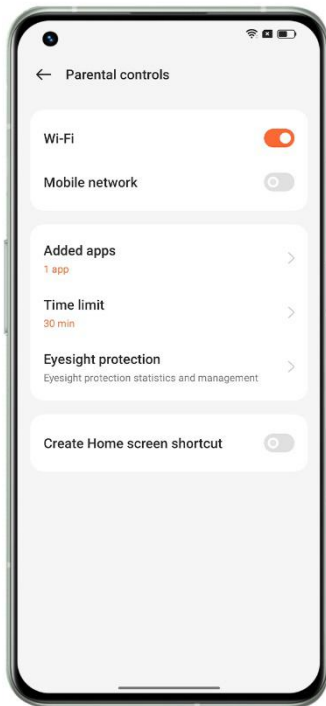 Parental controls
Wi-Fi
Mobile network
Added apps
1 app
Time limit
30 min
Eyesight protection
Eyesight protection statistics and management
Create Home screen shortcut